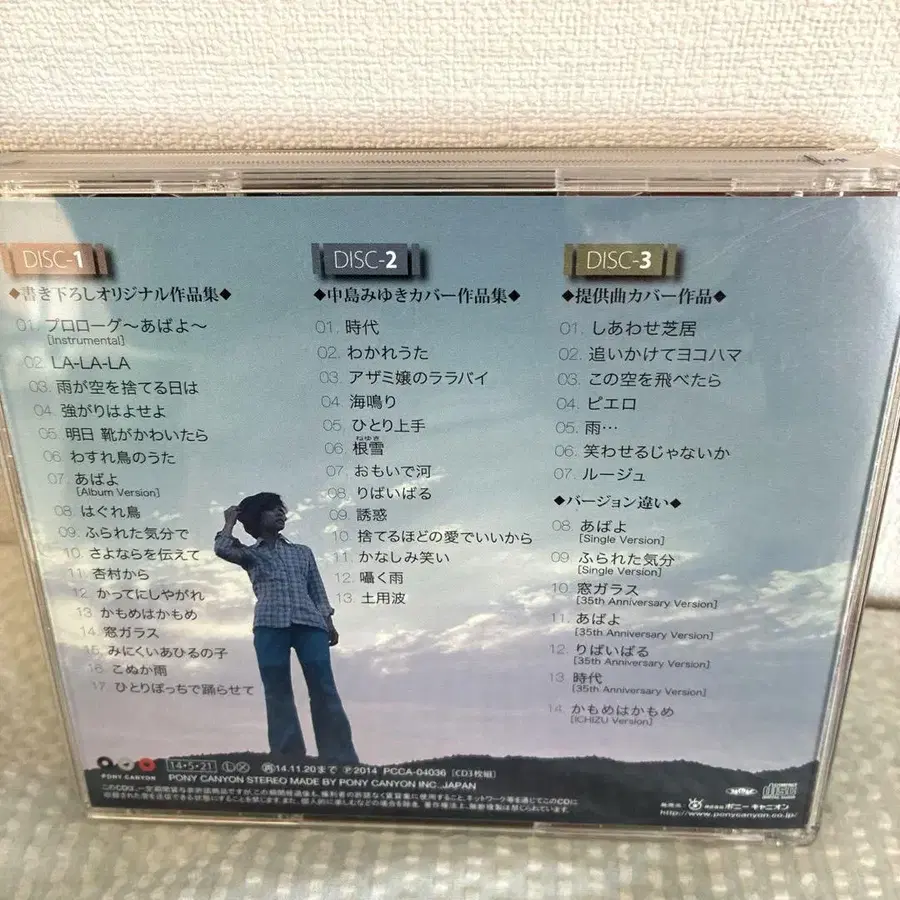 DISC-1
◆書き下ろしオリジナル作品集◆
01. プロローグ～あばよ～
[Instrumental]
02. LA-LA-LA
03. 雨が空を捨てる日は
04. 強がりはよせよ
05. 明日 靴がかわいたら
06. わすれ鳥のうた
07. あばよ
[Album Version]
08. はぐれ鳥
09. ふられた気分で
10. さよならを伝えて
11. 杏村から
12. かってにしやがれ
13. かもめはかもめ
14. 窓ガラス
15. みにくいあひるの子
16. こぬか雨
17. ひとりぼっちで踊らせて
DISC-2
◆中島みゆきカバー作品集◆
01. 時代
02. わかれうた
03. アザミ嬢のララバイ
04. 海鳴り
05. ひとり上手
ねゆき
06. 根雪
07. おもいで河
08. りばいばる
09. 誘惑
10. 捨てるほどの愛でいいから
11. かなしみ笑い
12. 囁く雨
13. 土用波
DISC-3
◆提供曲カバー作品◆
01. しあわせ芝居
02. 追いかけてヨコハマ
03. この空を飛べたら
04. ピエロ
05. 雨…
06. 笑わせるじゃないか
07. ルージュ
◆バージョン違い◆
08. あばよ
[Single Version]
09. ふられた気分
[Single Version]
10. 窓ガラス
[35th Anniversary Version]
11. あばよ
[35th Anniversary Version]
12. りばいばる
[35th Anniversary Version]
13. 時代
[35th Anniversary Version]
14. かもめはかもめ
[ICHIZU Version]
PONY CANYON
14・5・21 Ⓛ Ⓧ 再14.11.20まで Ⓟ2014 PCCA-04036 [CD3枚組]
PONY CANYON STEREO MADE BY PONY CANYON INC., JAPAN
発売元：株式会社ポニーキャニオン
http://www.ponycanyon.co.jp/